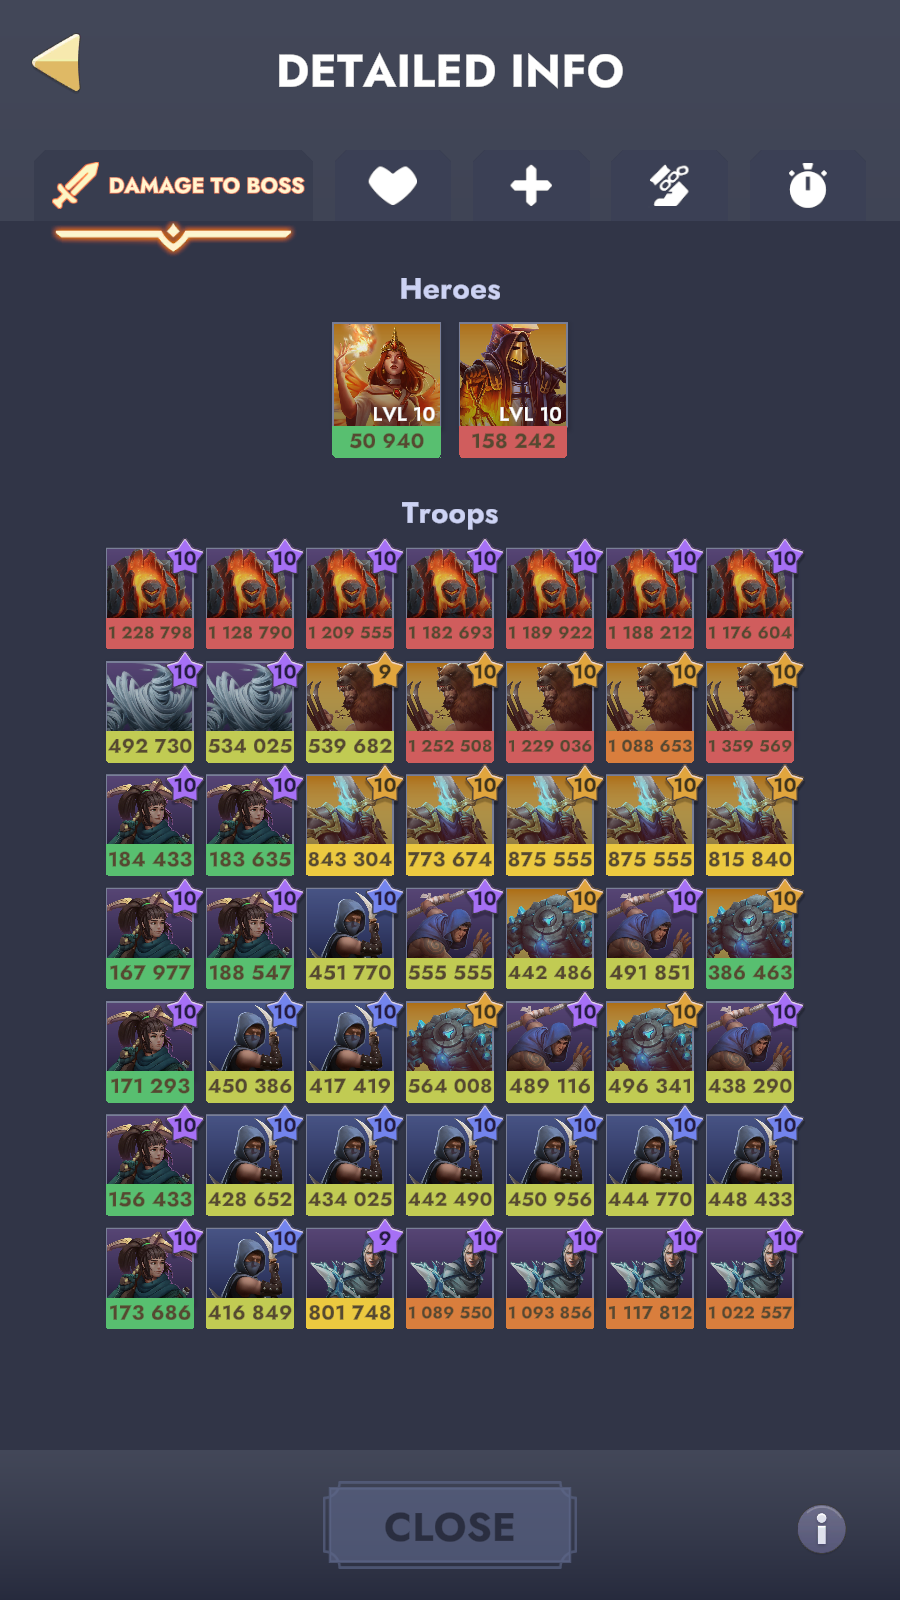 DETAILED INFO
DAMAGE TO BOSS
Heroes
LVL 10 LVL 10
50 940 158 242
Troops
10 10 10 10 10 10 10
1 228 798 1 128 790 1 209 555 1 182 693 1 189 922 1 188 212 1 176 604
10 10 9 10 10 10 10
492 730 534 025 539 682 1 252 508 1 229 036 1 088 653 1 359 569
10 10 10 10 10 10 10
184 433 183 635 843 304 773 674 875 555 875 555 815 840
10 10 10 10 10 10 10
167 977 188 547 451 770 555 555 442 486 491 851 386 463
10 10 10 10 10 10 10
171 293 450 386 417 419 564 008 489 116 496 341 438 290
10 10 10 10 10 10 10
156 433 428 652 434 025 442 490 450 956 444 770 448 433
10 10 9 10 10 10 10
173 686 416 849 801 748 1 089 550 1 093 856 1 117 812 1 022 557
CLOSE
i